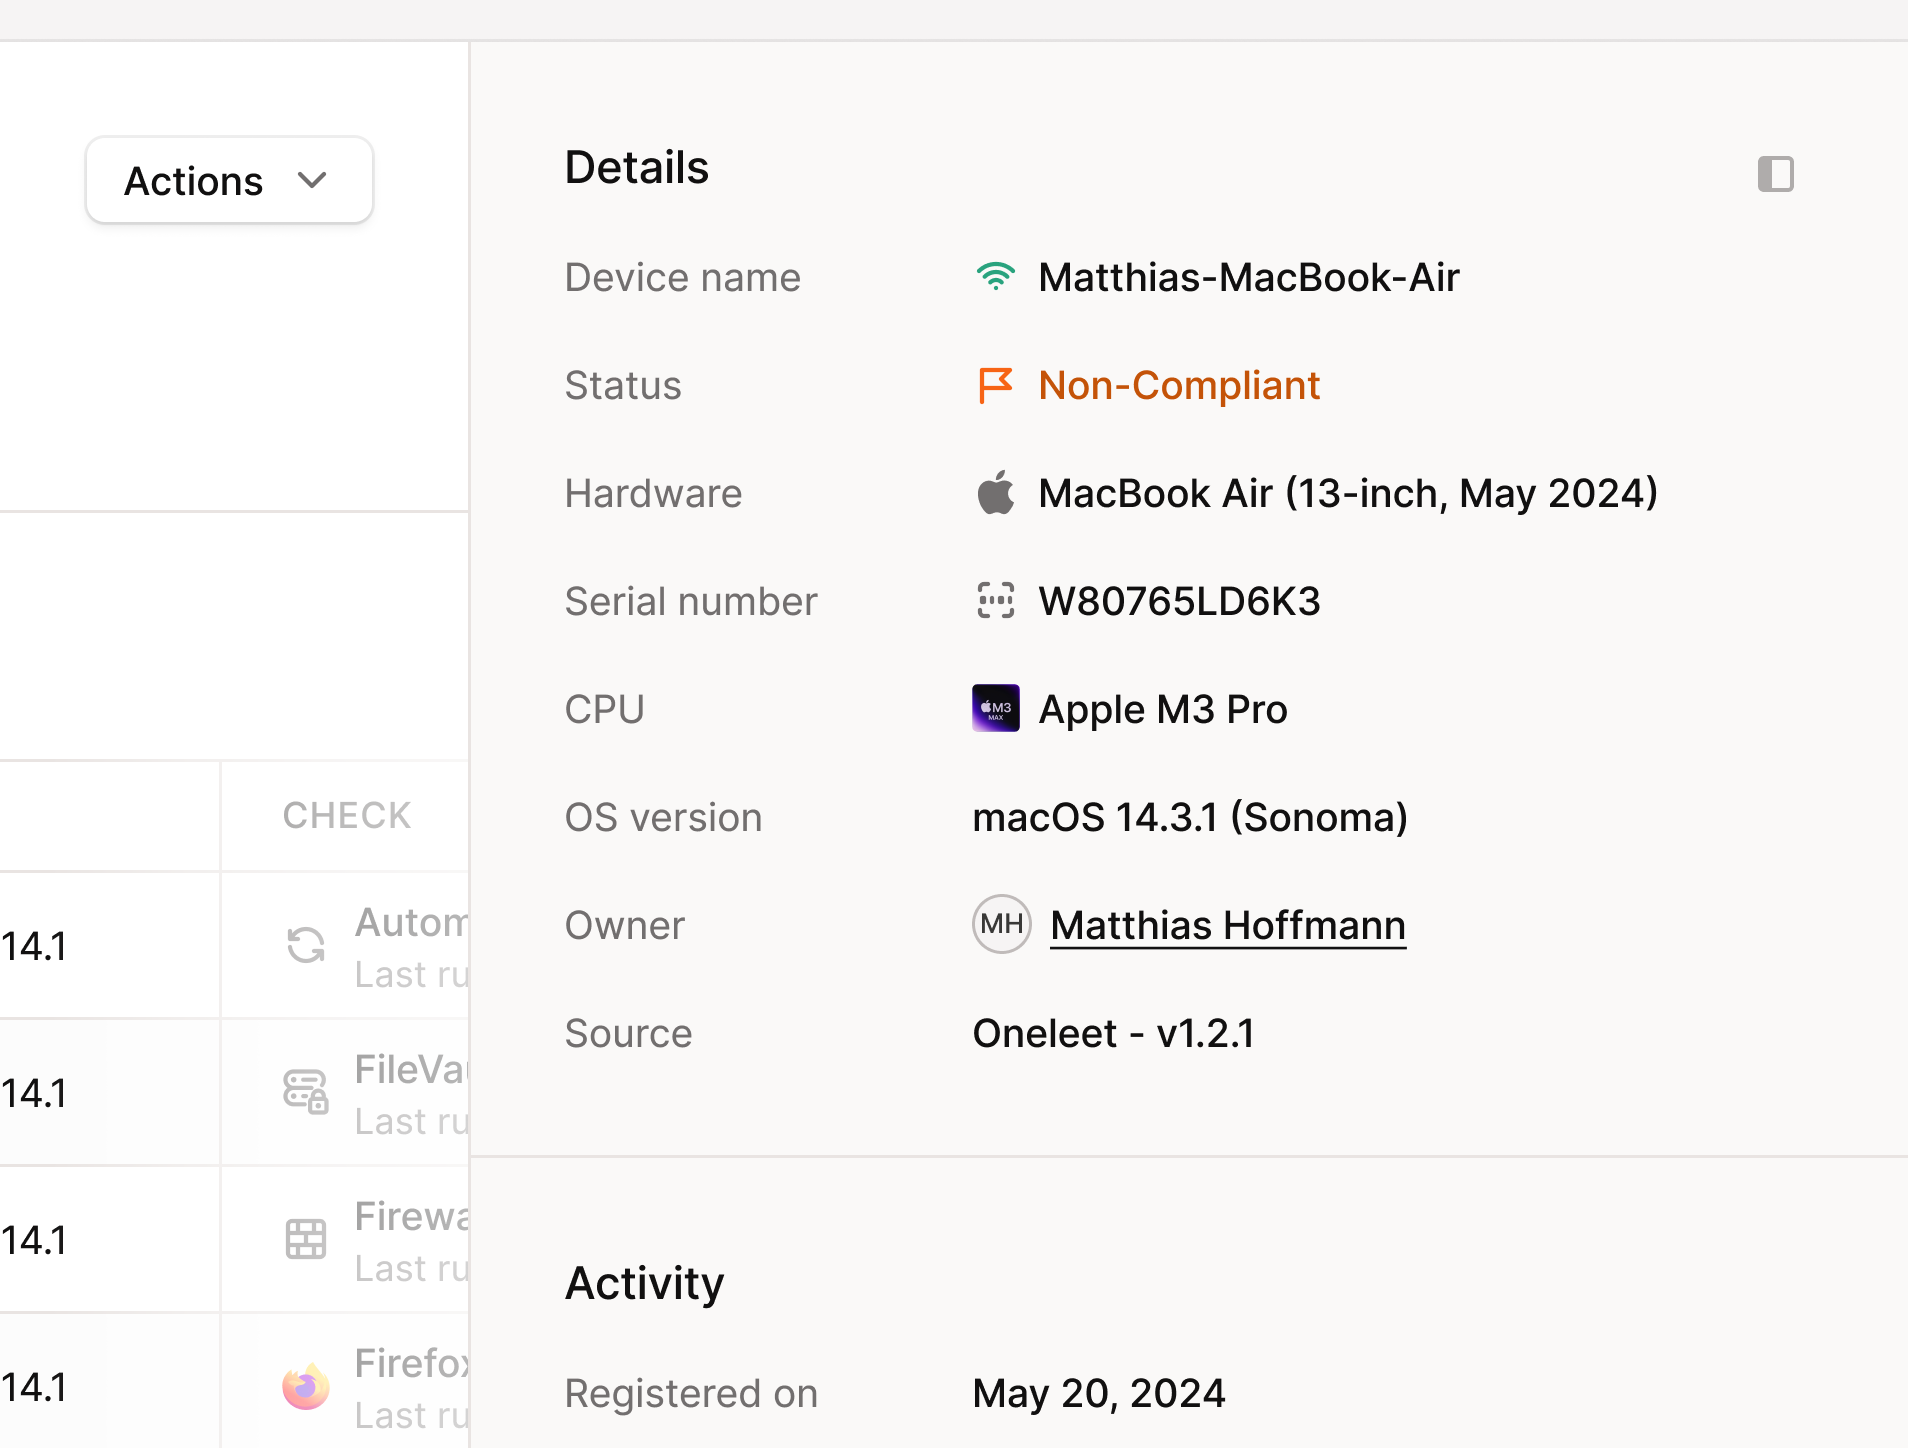 Actions
CHECK
14.1
Autom
Last ru
14.1
FileVau
Last ru
14.1
Firewa
Last ru
14.1
Firefox
Last ru
Details
Device name
Matthias-MacBook-Air
Status
Non-Compliant
Hardware
MacBook Air (13-inch, May 2024)
Serial number
W80765LD6K3
CPU
M3
MAX
Apple M3 Pro
OS version
macOS 14.3.1 (Sonoma)
Owner
MH
Matthias Hoffmann
Source
Oneleet - v1.2.1
Activity
Registered on
May 20, 2024